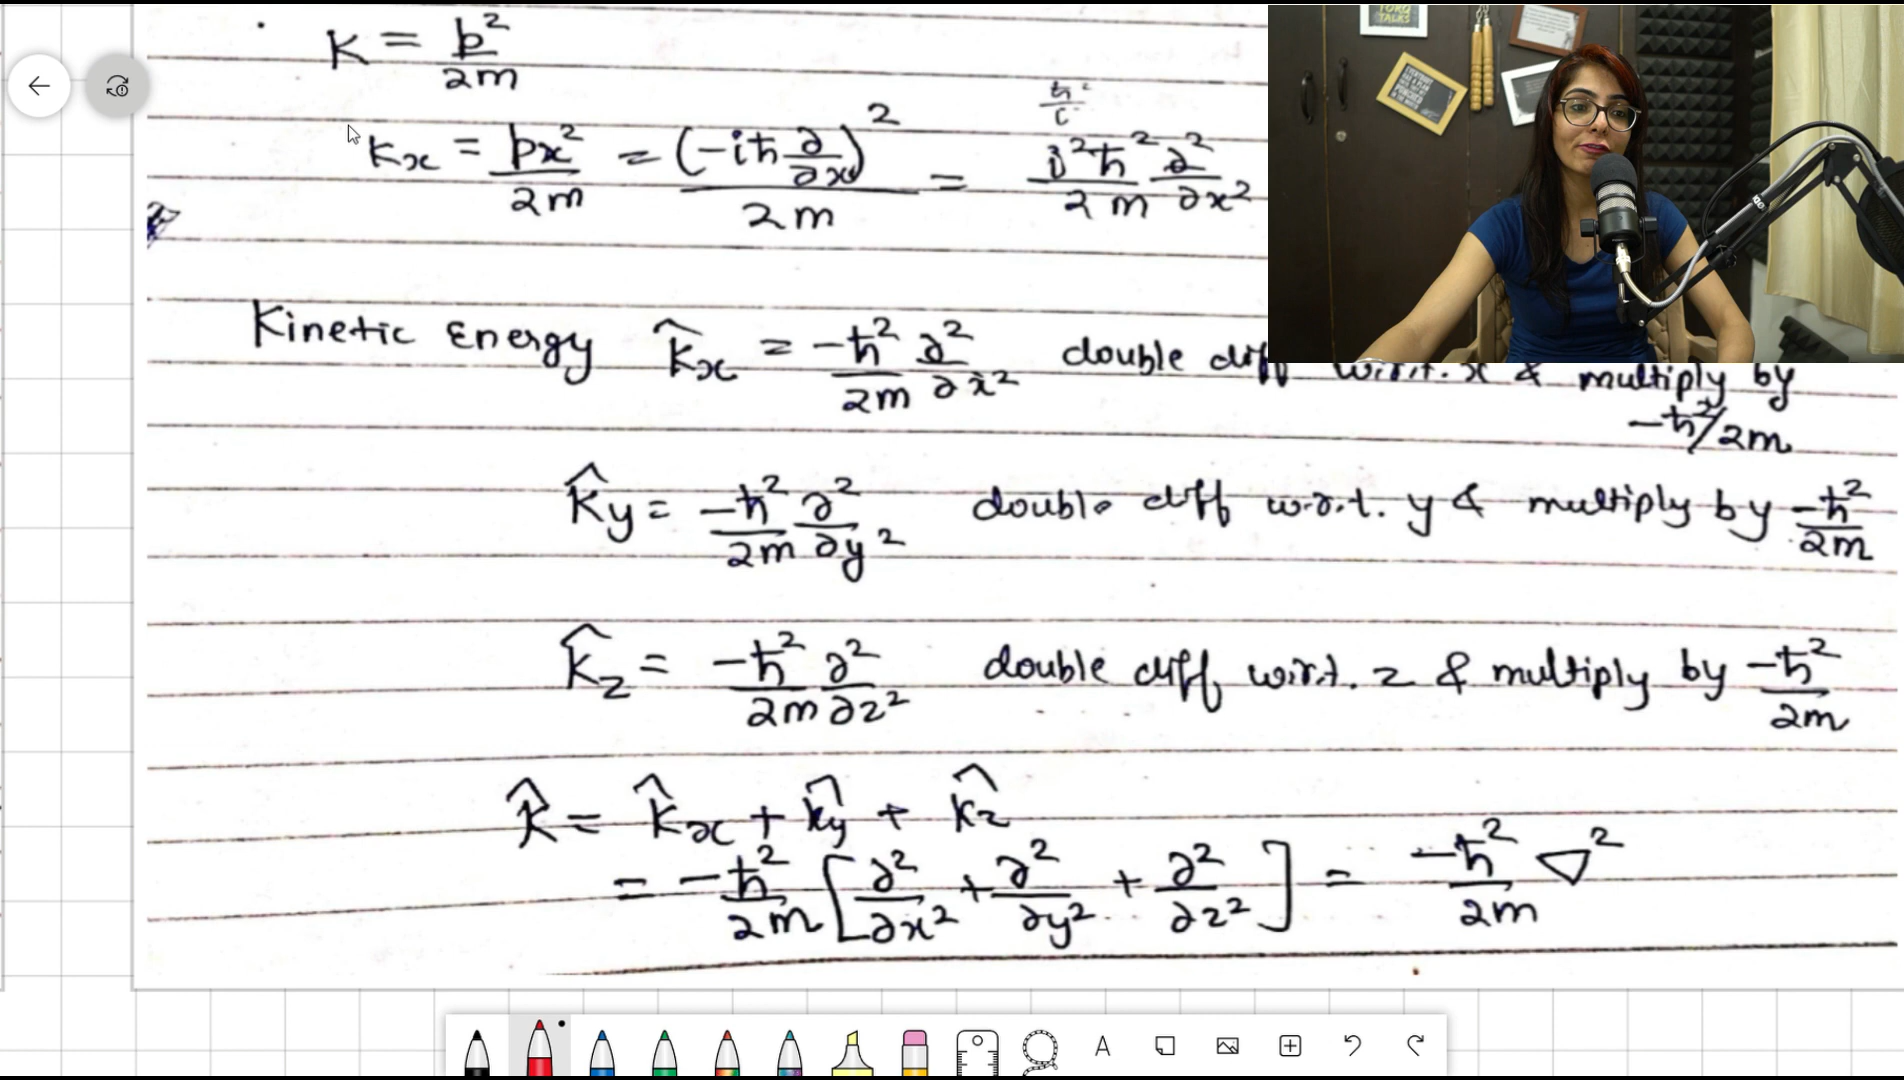 K = p²/2m
ħ²/i
Kx = px²/2m = (-iħ ∂/∂x)²/2m = i²ħ²/2m ∂²/∂x²
Kinetic Energy K̂x = -ħ²/2m ∂²/∂x² double diff w.r.t. x & multiply by
-ħ²/2m
K̂y = -ħ²/2m ∂²/∂y² double diff w.r.t. y & multiply by -ħ²/2m
K̂z = -ħ²/2m ∂²/∂z² double diff w.r.t. z & multiply by -ħ²/2m
K̂ = K̂x + K̂y + K̂z
= -ħ²/2m [∂²/∂x² + ∂²/∂y² + ∂²/∂z²] = -ħ²/2m ∇²
A